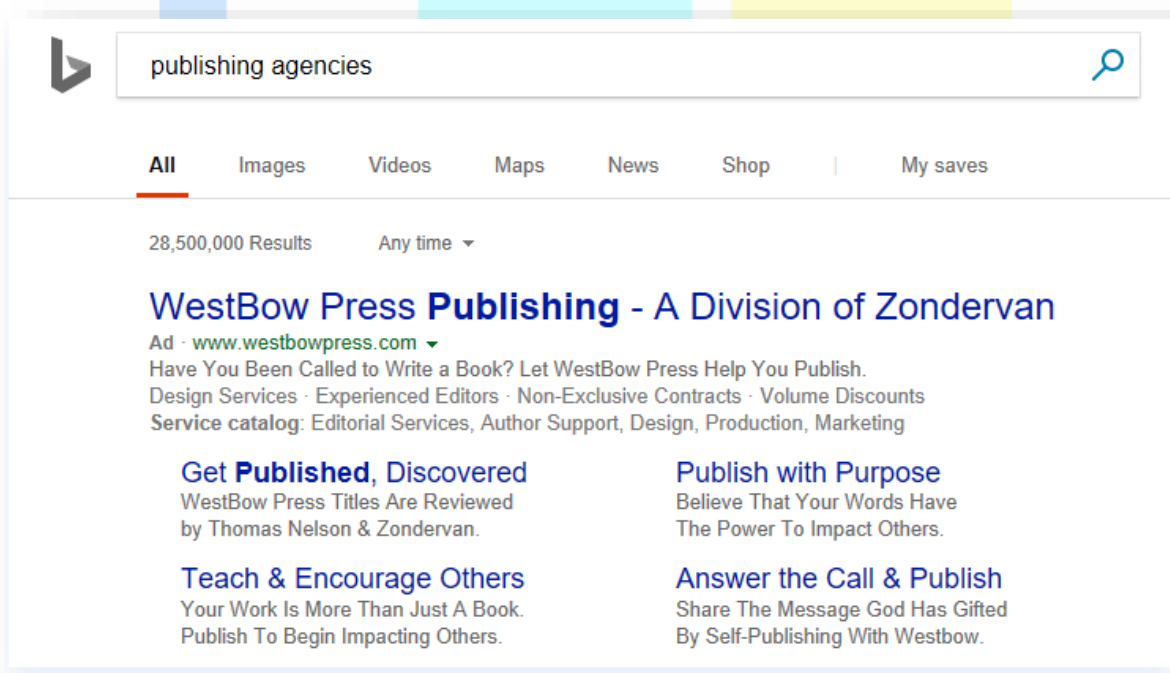 publishing agencies
All Images Videos Maps News Shop | My saves
28,500,000 Results Any time
WestBow Press Publishing - A Division of Zondervan
Ad · www.westbowpress.com
Have You Been Called to Write a Book? Let WestBow Press Help You Publish.
Design Services · Experienced Editors · Non-Exclusive Contracts · Volume Discounts
Service catalog: Editorial Services, Author Support, Design, Production, Marketing
Get Published, Discovered
WestBow Press Titles Are Reviewed
by Thomas Nelson & Zondervan.
Publish with Purpose
Believe That Your Words Have
The Power To Impact Others.
Teach & Encourage Others
Your Work Is More Than Just A Book.
Publish To Begin Impacting Others.
Answer the Call & Publish
Share The Message God Has Gifted
By Self-Publishing With Westbow.